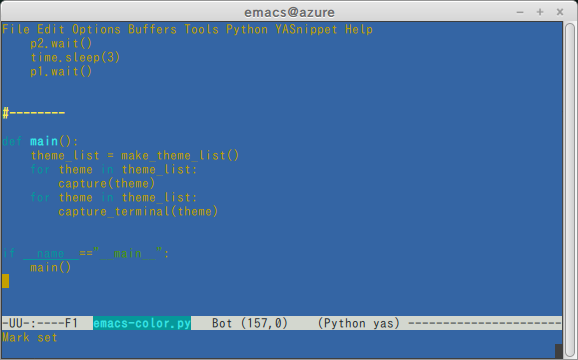 emacs@azure
File Edit Options Buffers Tools Python YASnippet Help
    p2.wait()
    time.sleep(3)
    p1.wait()
#--------
def main():
    theme_list = make_theme_list()
    for theme in theme_list:
        capture(theme)
    for theme in theme_list:
        capture_terminal(theme)
if __name__=="__main__":
    main()
-UU-:----F1  emacs-color.py   Bot (157,0)    (Python yas) ----------------------
Mark set